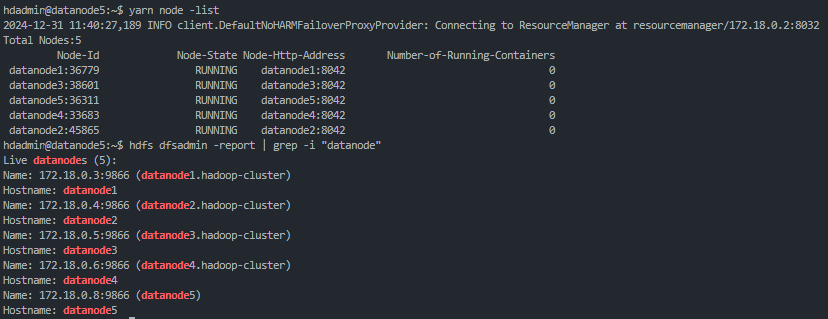 hdadmin@datanode5:~$ yarn node -list
2024-12-31 11:40:27,189 INFO client.DefaultNoHARMFailoverProxyProvider: Connecting to ResourceManager at resourcemanager/172.18.0.2:8032
Total Nodes:5
Node-Id Node-State Node-Http-Address Number-of-Running-Containers
datanode1:36779 RUNNING datanode1:8042 0
datanode3:38601 RUNNING datanode3:8042 0
datanode5:36311 RUNNING datanode5:8042 0
datanode4:33683 RUNNING datanode4:8042 0
datanode2:45865 RUNNING datanode2:8042 0
hdadmin@datanode5:~$ hdfs dfsadmin -report | grep -i "datanode"
Live datanodes (5):
Name: 172.18.0.3:9866 (datanode1.hadoop-cluster)
Hostname: datanode1
Name: 172.18.0.4:9866 (datanode2.hadoop-cluster)
Hostname: datanode2
Name: 172.18.0.5:9866 (datanode3.hadoop-cluster)
Hostname: datanode3
Name: 172.18.0.6:9866 (datanode4.hadoop-cluster)
Hostname: datanode4
Name: 172.18.0.8:9866 (datanode5)
Hostname: datanode5